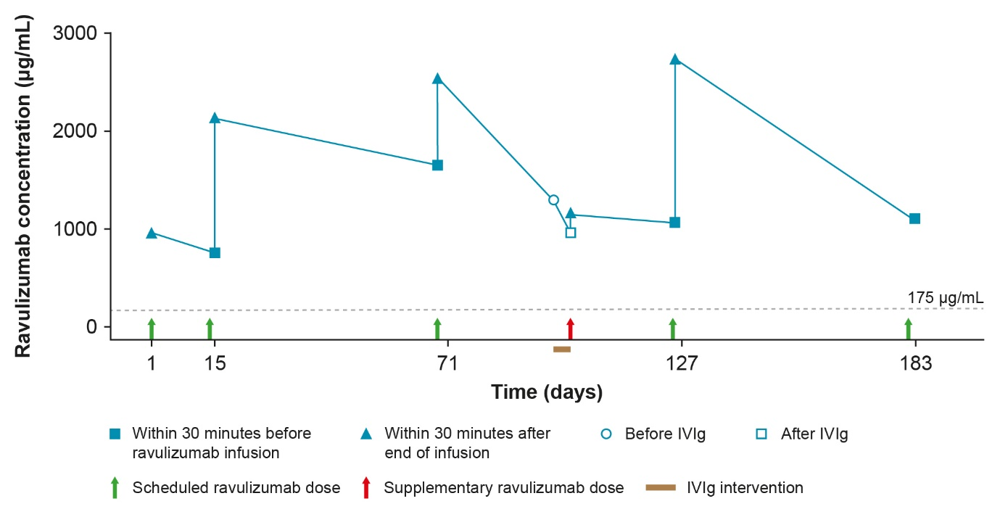 Ravulizumab concentration (µg/mL)
3000
2000
1000
0
175 µg/mL
1 15 71 127 183
Time (days)
Within 30 minutes before
ravulizumab infusion
Within 30 minutes after
end of infusion
Before IVIg
After IVIg
Scheduled ravulizumab dose
Supplementary ravulizumab dose
IVIg intervention